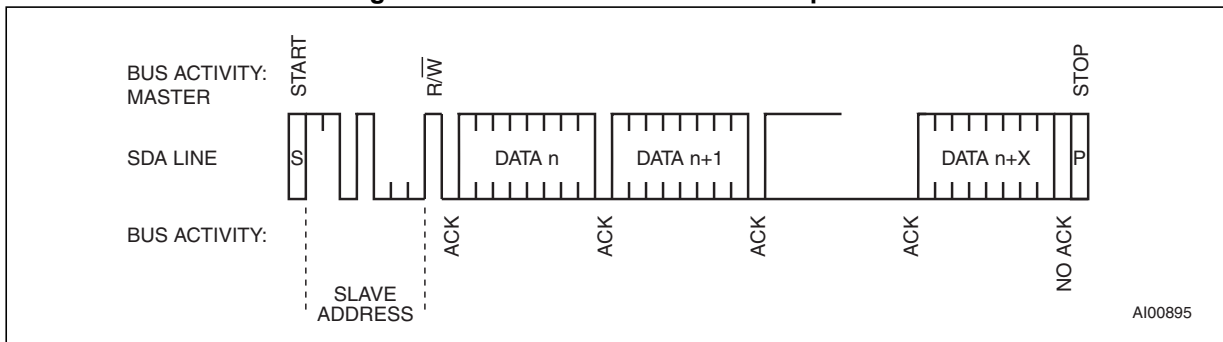 BUS ACTIVITY:
MASTER
START
R/W
STOP
SDA LINE
S
DATA n
DATA n+1
DATA n+X
P
BUS ACTIVITY:
ACK
ACK
ACK
ACK
NO ACK
SLAVE
ADDRESS
AI00895